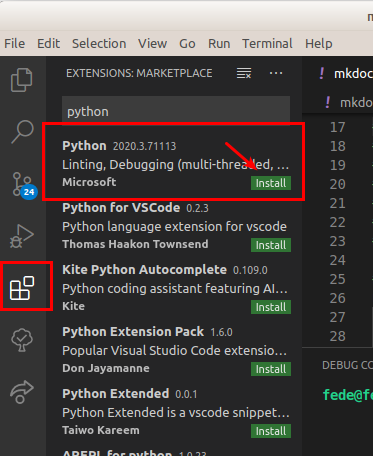 File Edit Selection View Go Run Terminal Help
EXTENSIONS: MARKETPLACE
python
Python 2020.3.71113
Linting, Debugging (multi-threaded, ...
Microsoft Install
24
Python for VSCode 0.2.3
Python language extension for vscode
Thomas Haakon Townsend Install
Kite Python Autocomplete 0.109.0
Python coding assistant featuring AI...
Kite Install
Python Extension Pack 1.6.0
Popular Visual Studio Code extensio...
Don Jayamanne Install
Python Extended 0.0.1
Python Extended is a vscode snippet...
Taiwo Kareem Install
AREPL for python 1.0.23
! mkdoc
! mkdo
17
18
19
20
21
22
23
24
25
26
27
28
DEBUG CO
fede@fe